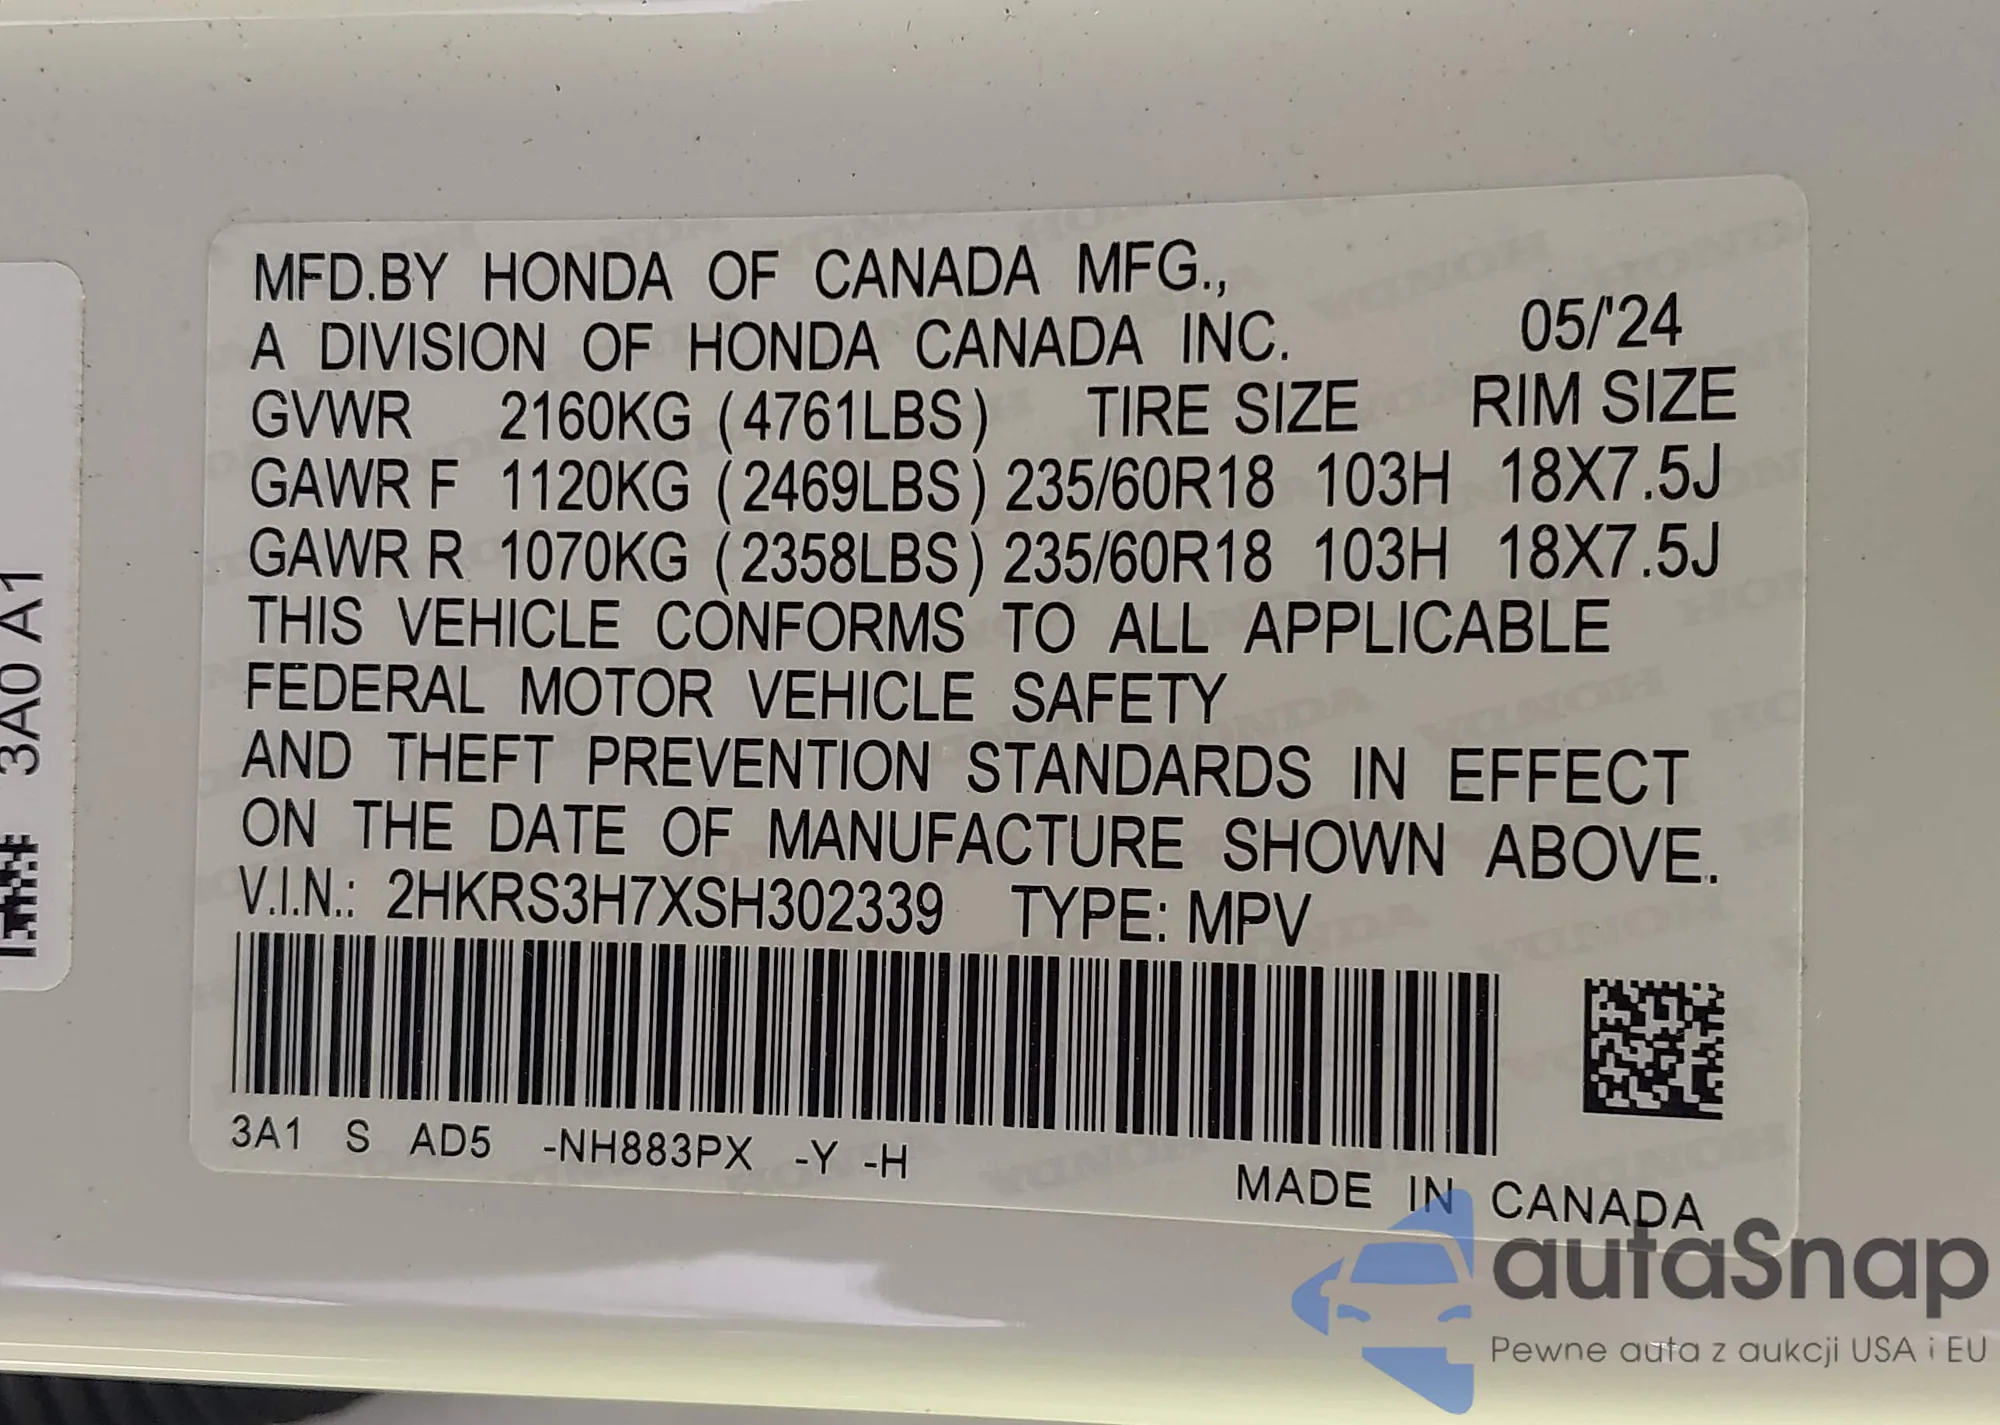 MFD.BY HONDA OF CANADA MFG.,
A DIVISION OF HONDA CANADA INC. 05/'24
GVWR 2160KG (4761LBS) TIRE SIZE RIM SIZE
GAWR F 1120KG (2469LBS) 235/60R18 103H 18X7.5J
GAWR R 1070KG (2358LBS) 235/60R18 103H 18X7.5J
THIS VEHICLE CONFORMS TO ALL APPLICABLE
FEDERAL MOTOR VEHICLE SAFETY
AND THEFT PREVENTION STANDARDS IN EFFECT
ON THE DATE OF MANUFACTURE SHOWN ABOVE.
V.I.N.: 2HKRS3H7XSH302339 TYPE: MPV
3A1 S AD5 -NH883PX -Y -H
MADE IN CANADA
3A0 A1
autaSnap
Pewne auta z aukcji USA i EU